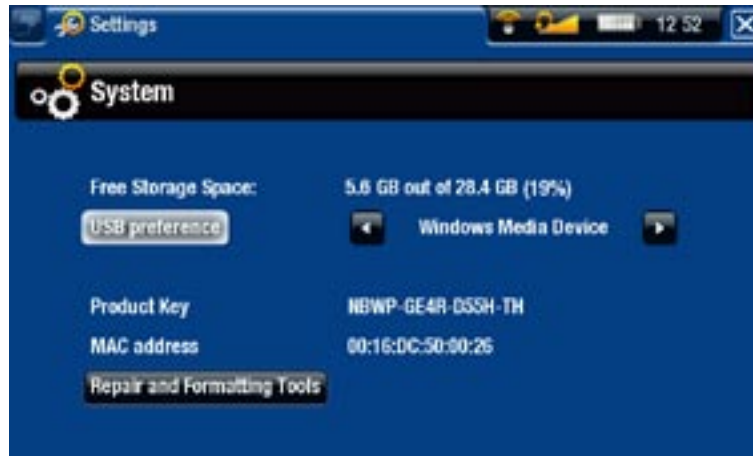 Settings 12 52
System
Free Storage Space: 5.6 GB out of 28.4 GB (19%)
USB preference Windows Media Device
Product Key NBWP-GE4R-D55H-TH
MAC address 00:16:DC:50:00:26
Repair and Formatting Tools